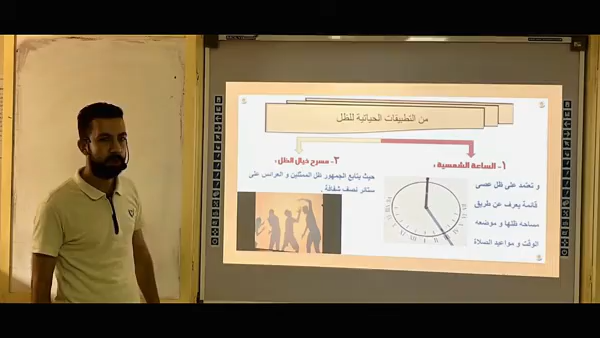 من التطبيقات الحياتية للظل
١- الساعة الشمسية :
و تعتمد على ظل عصى
قائمة يعرف عن طريق
مساحه ظلها و موضعه
الوقت و مواعيد الصلاة
٢- مسرح خيال الظل :
حيث يتابع الجمهور ظل الممثلين و العرائس على
ستائر نصف شفافة .